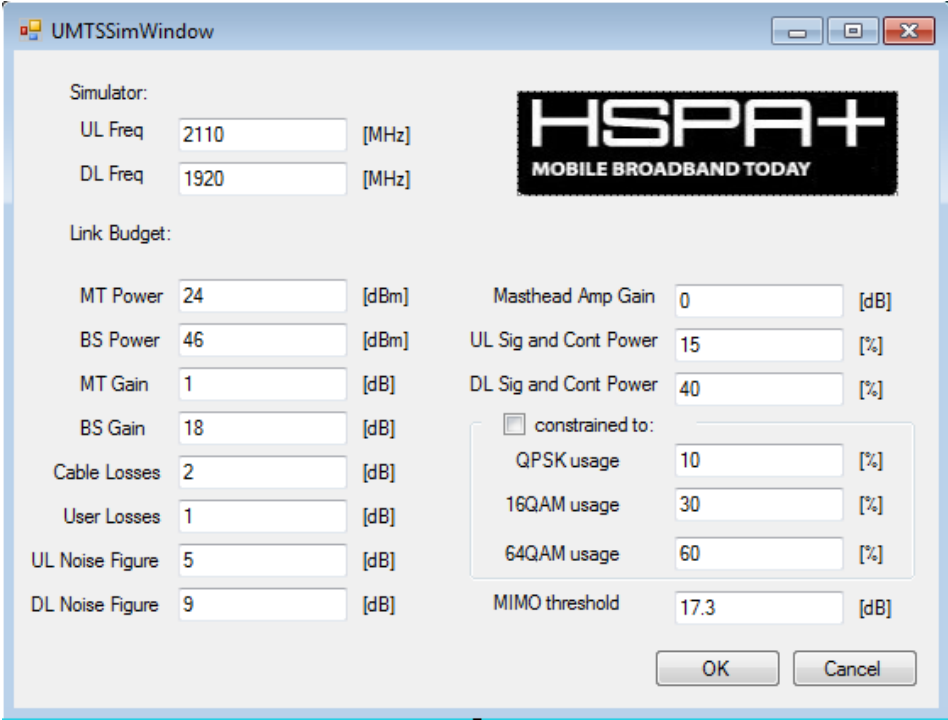 UMTSSimWindow
Simulator:
UL Freq 2110 [MHz]
DL Freq 1920 [MHz]
HSPA+
MOBILE BROADBAND TODAY
Link Budget:
MT Power 24 [dBm]
BS Power 46 [dBm]
MT Gain 1 [dB]
BS Gain 18 [dB]
Cable Losses 2 [dB]
User Losses 1 [dB]
UL Noise Figure 5 [dB]
DL Noise Figure 9 [dB]
Masthead Amp Gain 0 [dB]
UL Sig and Cont Power 15 [%]
DL Sig and Cont Power 40 [%]
constrained to:
QPSK usage 10 [%]
16QAM usage 30 [%]
64QAM usage 60 [%]
MIMO threshold 17.3 [dB]
OK Cancel